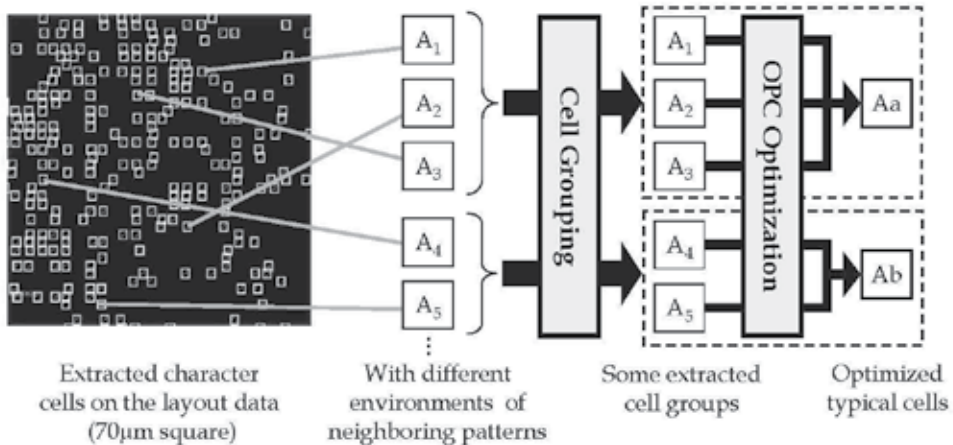 A1
A2
A3
A4
A5
Cell Grouping
A1
A2
A3
A4
A5
OPC Optimization
Aa
Ab
Extracted character
cells on the layout data
(70μm square)
With different
environments of
neighboring patterns
Some extracted
cell groups
Optimized
typical cells